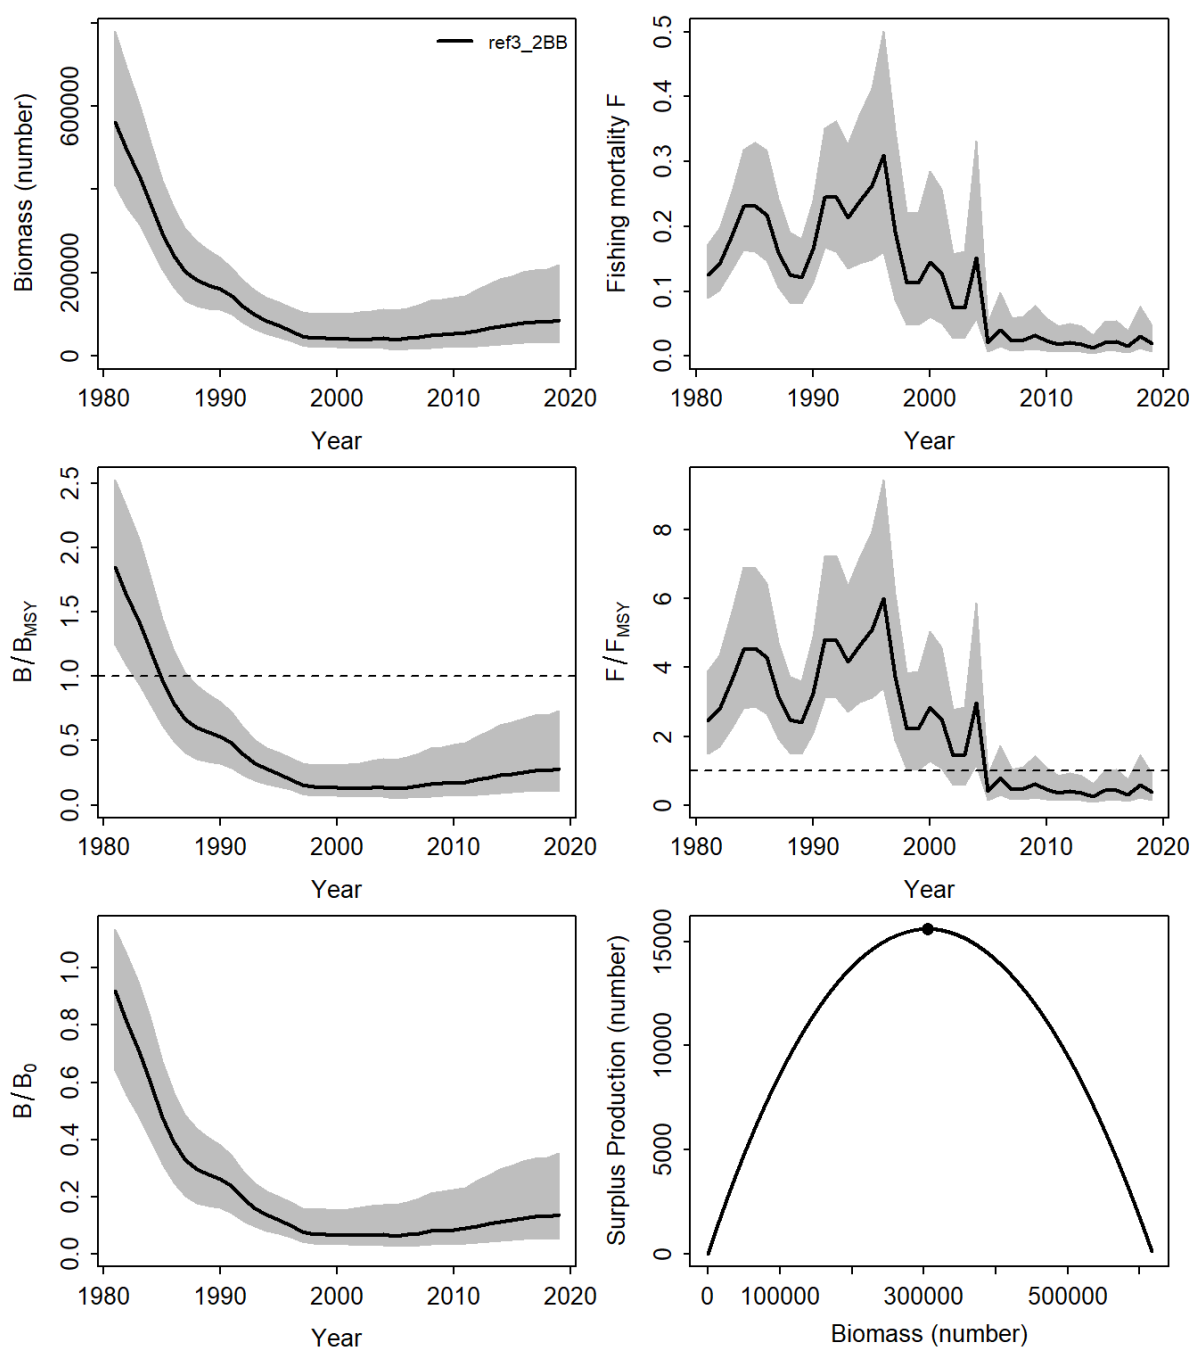 ref3_2BB
Biomass (number)
0
200000
600000
1980 1990 2000 2010 2020
Year
Fishing mortality F
0.0 0.1 0.2 0.3 0.4 0.5
1980 1990 2000 2010 2020
Year
B/B_MSY
0.0 0.5 1.0 1.5 2.0 2.5
1980 1990 2000 2010 2020
Year
F/F_MSY
0 2 4 6 8
1980 1990 2000 2010 2020
Year
B/B₀
0.0 0.2 0.4 0.6 0.8 1.0
1980 1990 2000 2010 2020
Year
Surplus Production (number)
0 5000 10000 15000
0 100000 300000 500000
Biomass (number)